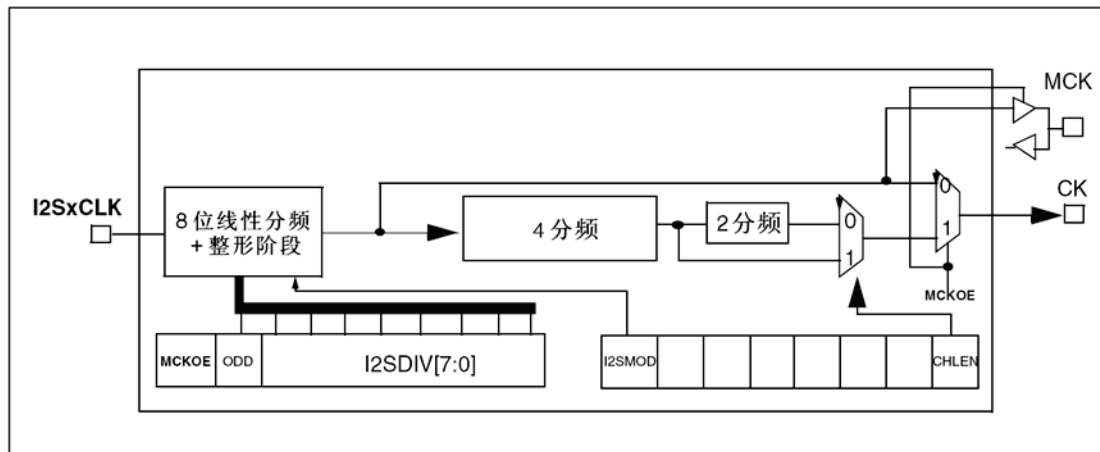 MCK
I2SxCLK
8位线性分频
+ 整形阶段
4分频
2分频
0
1
0
1
CK
MCKOE
MCKOE
ODD
I2SDIV[7:0]
I2SMOD
CHLEN